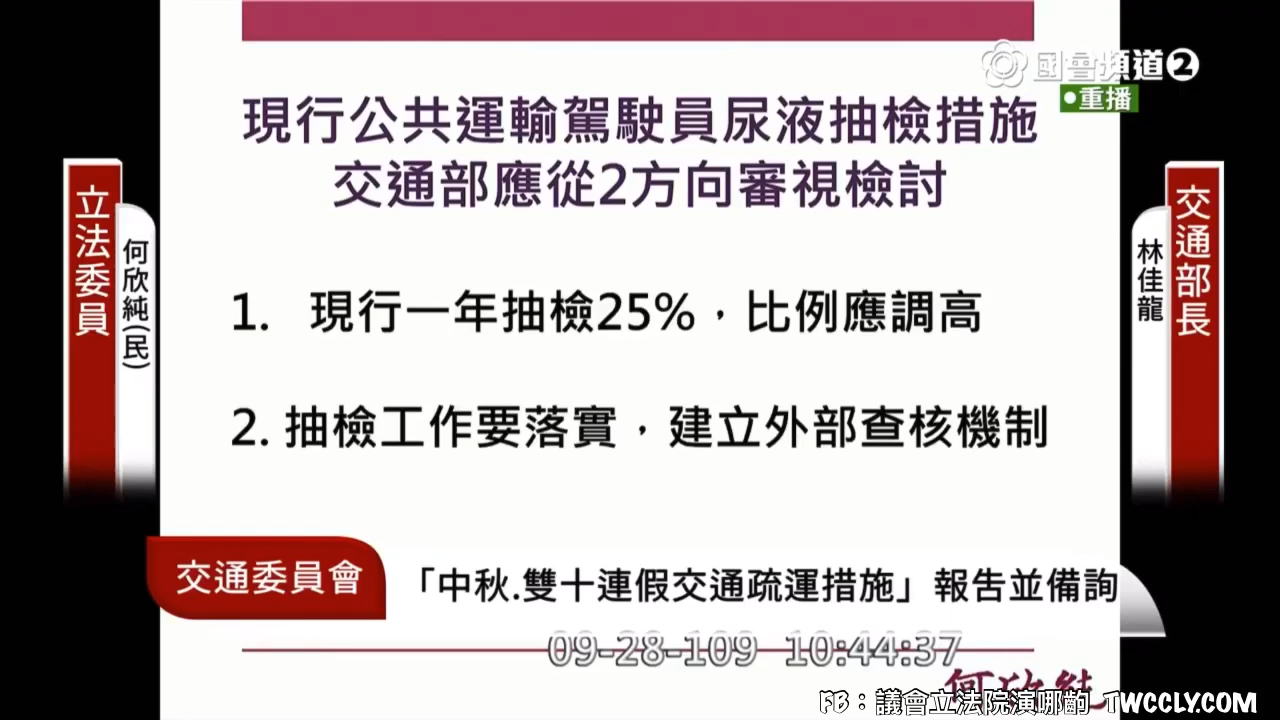 國會頻道2
重播
現行公共運輸駕駛員尿液抽檢措施
交通部應從2方向審視檢討
立法委員
何欣純(民)
交通部長
林佳龍
1. 現行一年抽檢25%，比例應調高
2. 抽檢工作要落實，建立外部查核機制
交通委員會
「中秋.雙十連假交通疏運措施」報告並備詢
09-28-109 10:44:37
何欣純
FB：議會立法院演哪齣 TWCCLY.COM